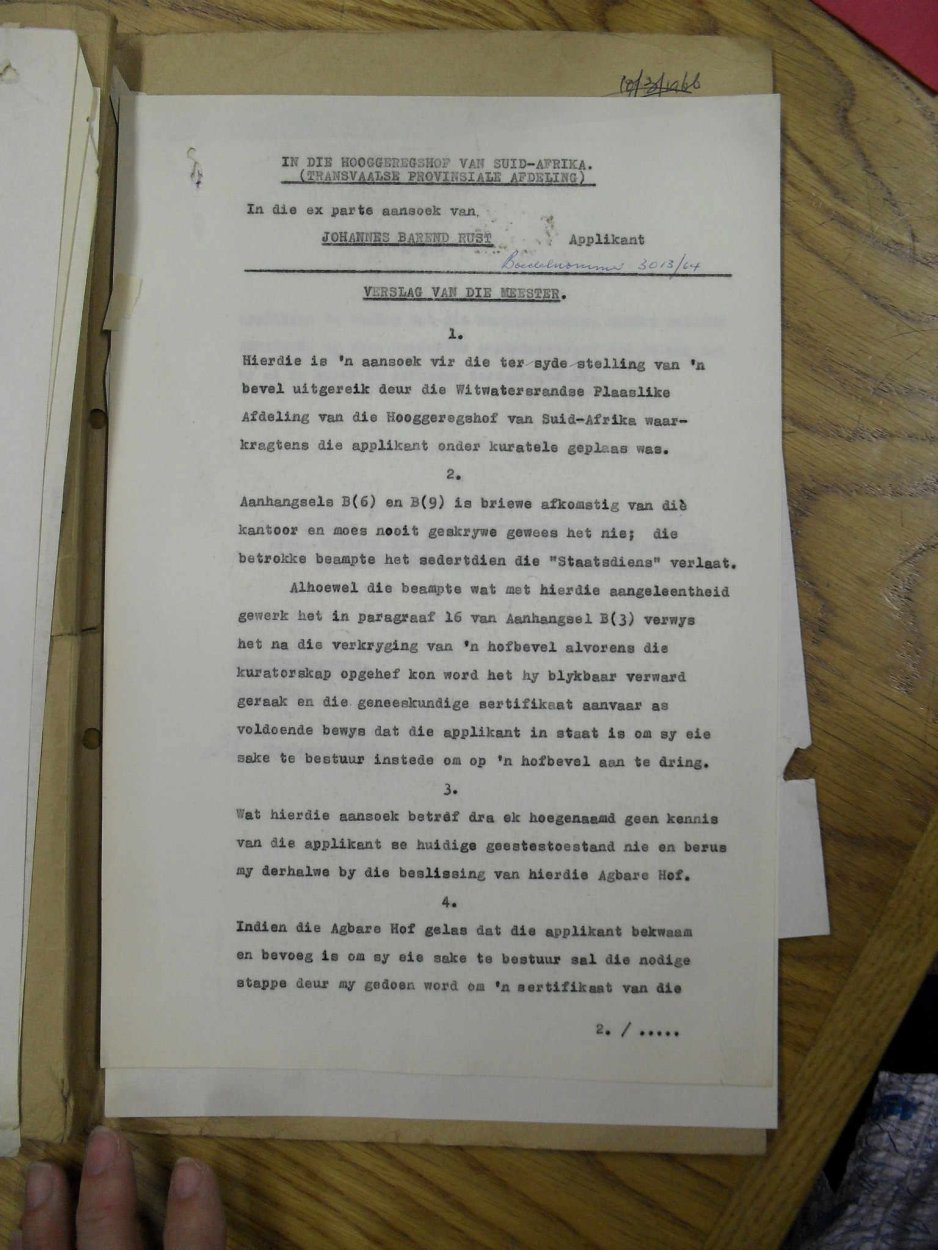 10/3/1966
IN DIE HOOGGEREGSHOF VAN SUID-AFRIKA.
(TRANSVAALSE PROVINSIALE AFDELING)
In die ex parte aansoek van
JOHANNES BAREND RUST Applikant
Boedelnommer 3013/64
VERSLAG VAN DIE MEESTER.
1.
Hierdie is 'n aansoek vir die ter syde stelling van 'n
bevel uitgereik deur die Witwatersrandse Plaaslike
Afdeling van die Hooggeregshof van Suid-Afrika waar-
kragtens die applikant onder kuratele geplaas was.
2.
Aanhangsels B(6) en B(9) is briewe afkomstig van diè
kantoor en moes nooit geskrywe gewees het nie; die
betrokke beampte het sedertdien die "Staatsdiens" verlaat.
Alhoewel die beampte wat met hierdie aangeleentheid
gewerk het in paragraaf 16 van Aanhangsel B(3) verwys
het na die verkryging van 'n hofbevel alvorens die
kuratorskap opgehef kon word het hy blykbaar verward
geraak en die geneeskundige sertifikaat aanvaar as
voldoende bewys dat die applikant in staat is om sy eie
sake te bestuur instede om op 'n hofbevel aan te dring.
3.
Wat hierdie aansoek betref dra ek hoegenaamd geen kennis
van die applikant se huidige geestestoestand nie en berus
my derhalwe by die beslissing van hierdie Agbare Hof.
4.
Indien die Agbare Hof gelas dat die applikant bekwaam
en bevoeg is om sy eie sake te bestuur sal die nodige
stappe deur my gedoen word om 'n sertifikaat van die
2. / .....